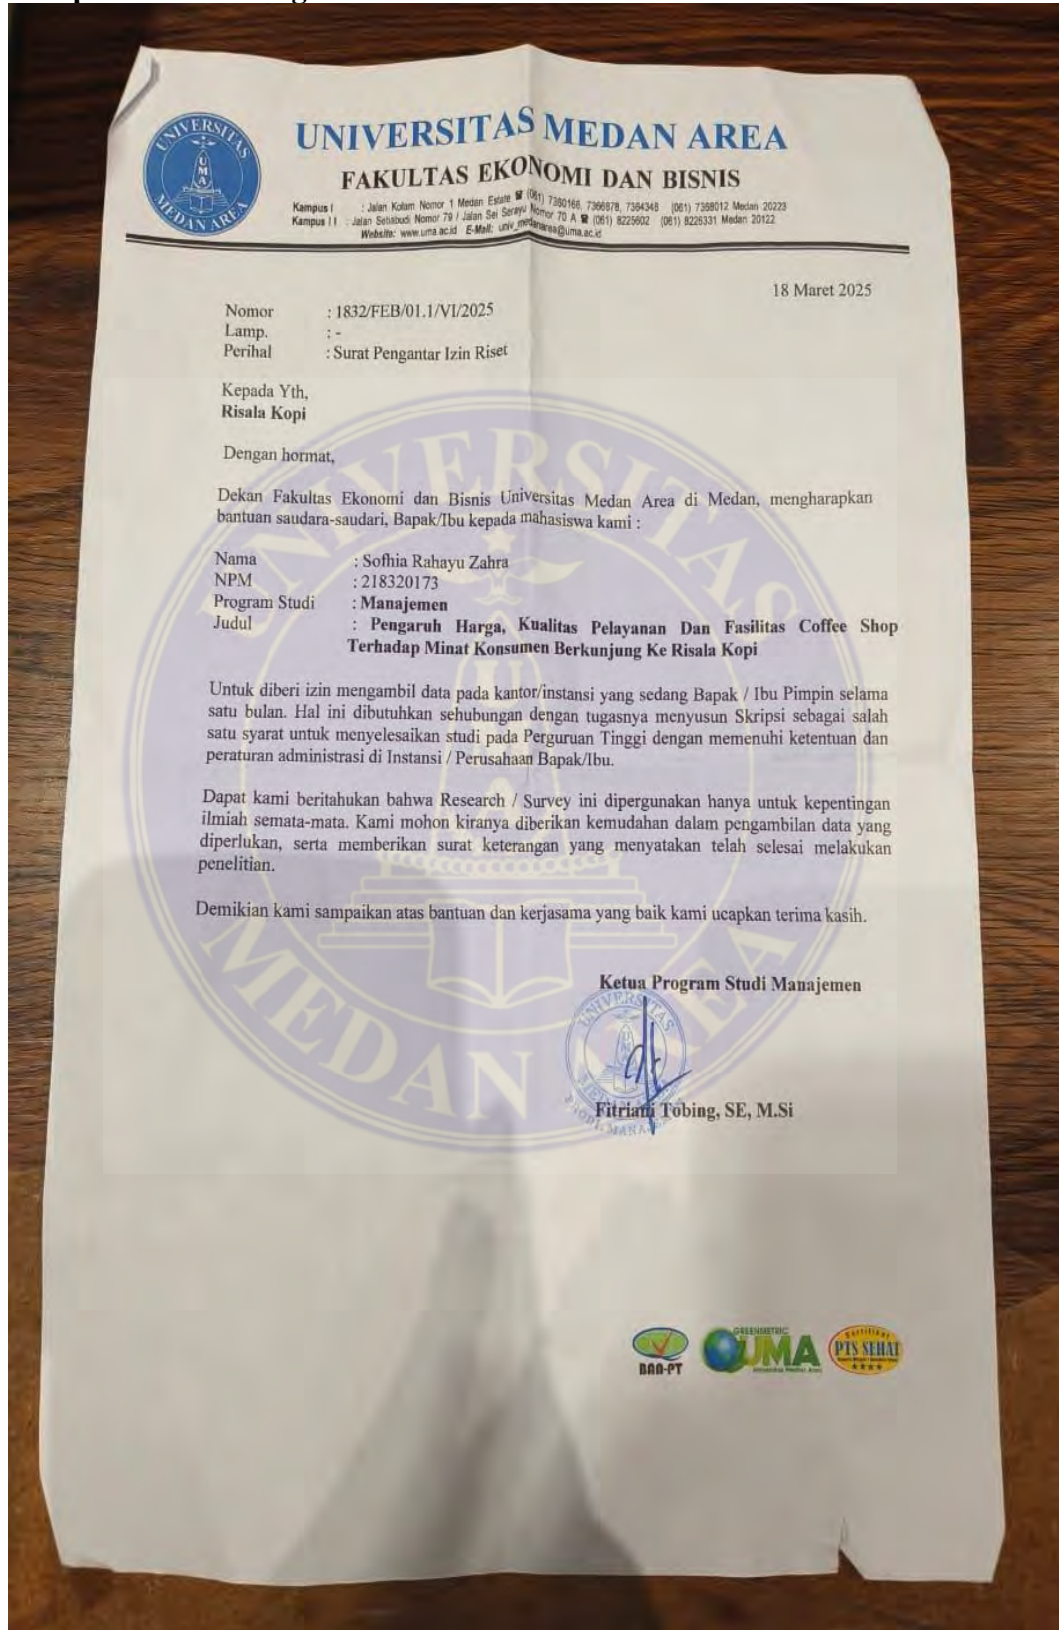 UNIVERSITAS MEDAN AREA
FAKULTAS EKONOMI DAN BISNIS
Kampus I : Jalan Kolam Nomor 1 Medan Estate ☎ (061) 7360168, 7366878, 7364348 (061) 7368012 Medan 20223
Kampus II : Jalan Setiabudi Nomor 79 / Jalan Sei Serayu Nomor 70 A ☎ (061) 8225602 (061) 8226331 Medan 20122
Website: www.uma.ac.id E-Mail: univ_medanarea@uma.ac.id
18 Maret 2025
Nomor : 1832/FEB/01.1/VI/2025
Lamp. : -
Perihal : Surat Pengantar Izin Riset
Kepada Yth,
Risala Kopi
Dengan hormat,
Dekan Fakultas Ekonomi dan Bisnis Universitas Medan Area di Medan, mengharapkan
bantuan saudara-saudari, Bapak/Ibu kepada mahasiswa kami :
Nama : Sofhia Rahayu Zahra
NPM : 218320173
Program Studi : Manajemen
Judul : Pengaruh Harga, Kualitas Pelayanan Dan Fasilitas Coffee Shop
Terhadap Minat Konsumen Berkunjung Ke Risala Kopi
Untuk diberi izin mengambil data pada kantor/instansi yang sedang Bapak / Ibu Pimpin selama
satu bulan. Hal ini dibutuhkan sehubungan dengan tugasnya menyusun Skripsi sebagai salah
satu syarat untuk menyelesaikan studi pada Perguruan Tinggi dengan memenuhi ketentuan dan
peraturan administrasi di Instansi / Perusahaan Bapak/Ibu.
Dapat kami beritahukan bahwa Research / Survey ini dipergunakan hanya untuk kepentingan
ilmiah semata-mata. Kami mohon kiranya diberikan kemudahan dalam pengambilan data yang
diperlukan, serta memberikan surat keterangan yang menyatakan telah selesai melakukan
penelitian.
Demikian kami sampaikan atas bantuan dan kerjasama yang baik kami ucapkan terima kasih.
Ketua Program Studi Manajemen
Fitriani Tobing, SE, M.Si
UNIVERSITAS MEDAN AREA
BAN-PT
GREENMETRIC
UMA
Universitas Medan Area
Sertifikat
PTS SEHAT